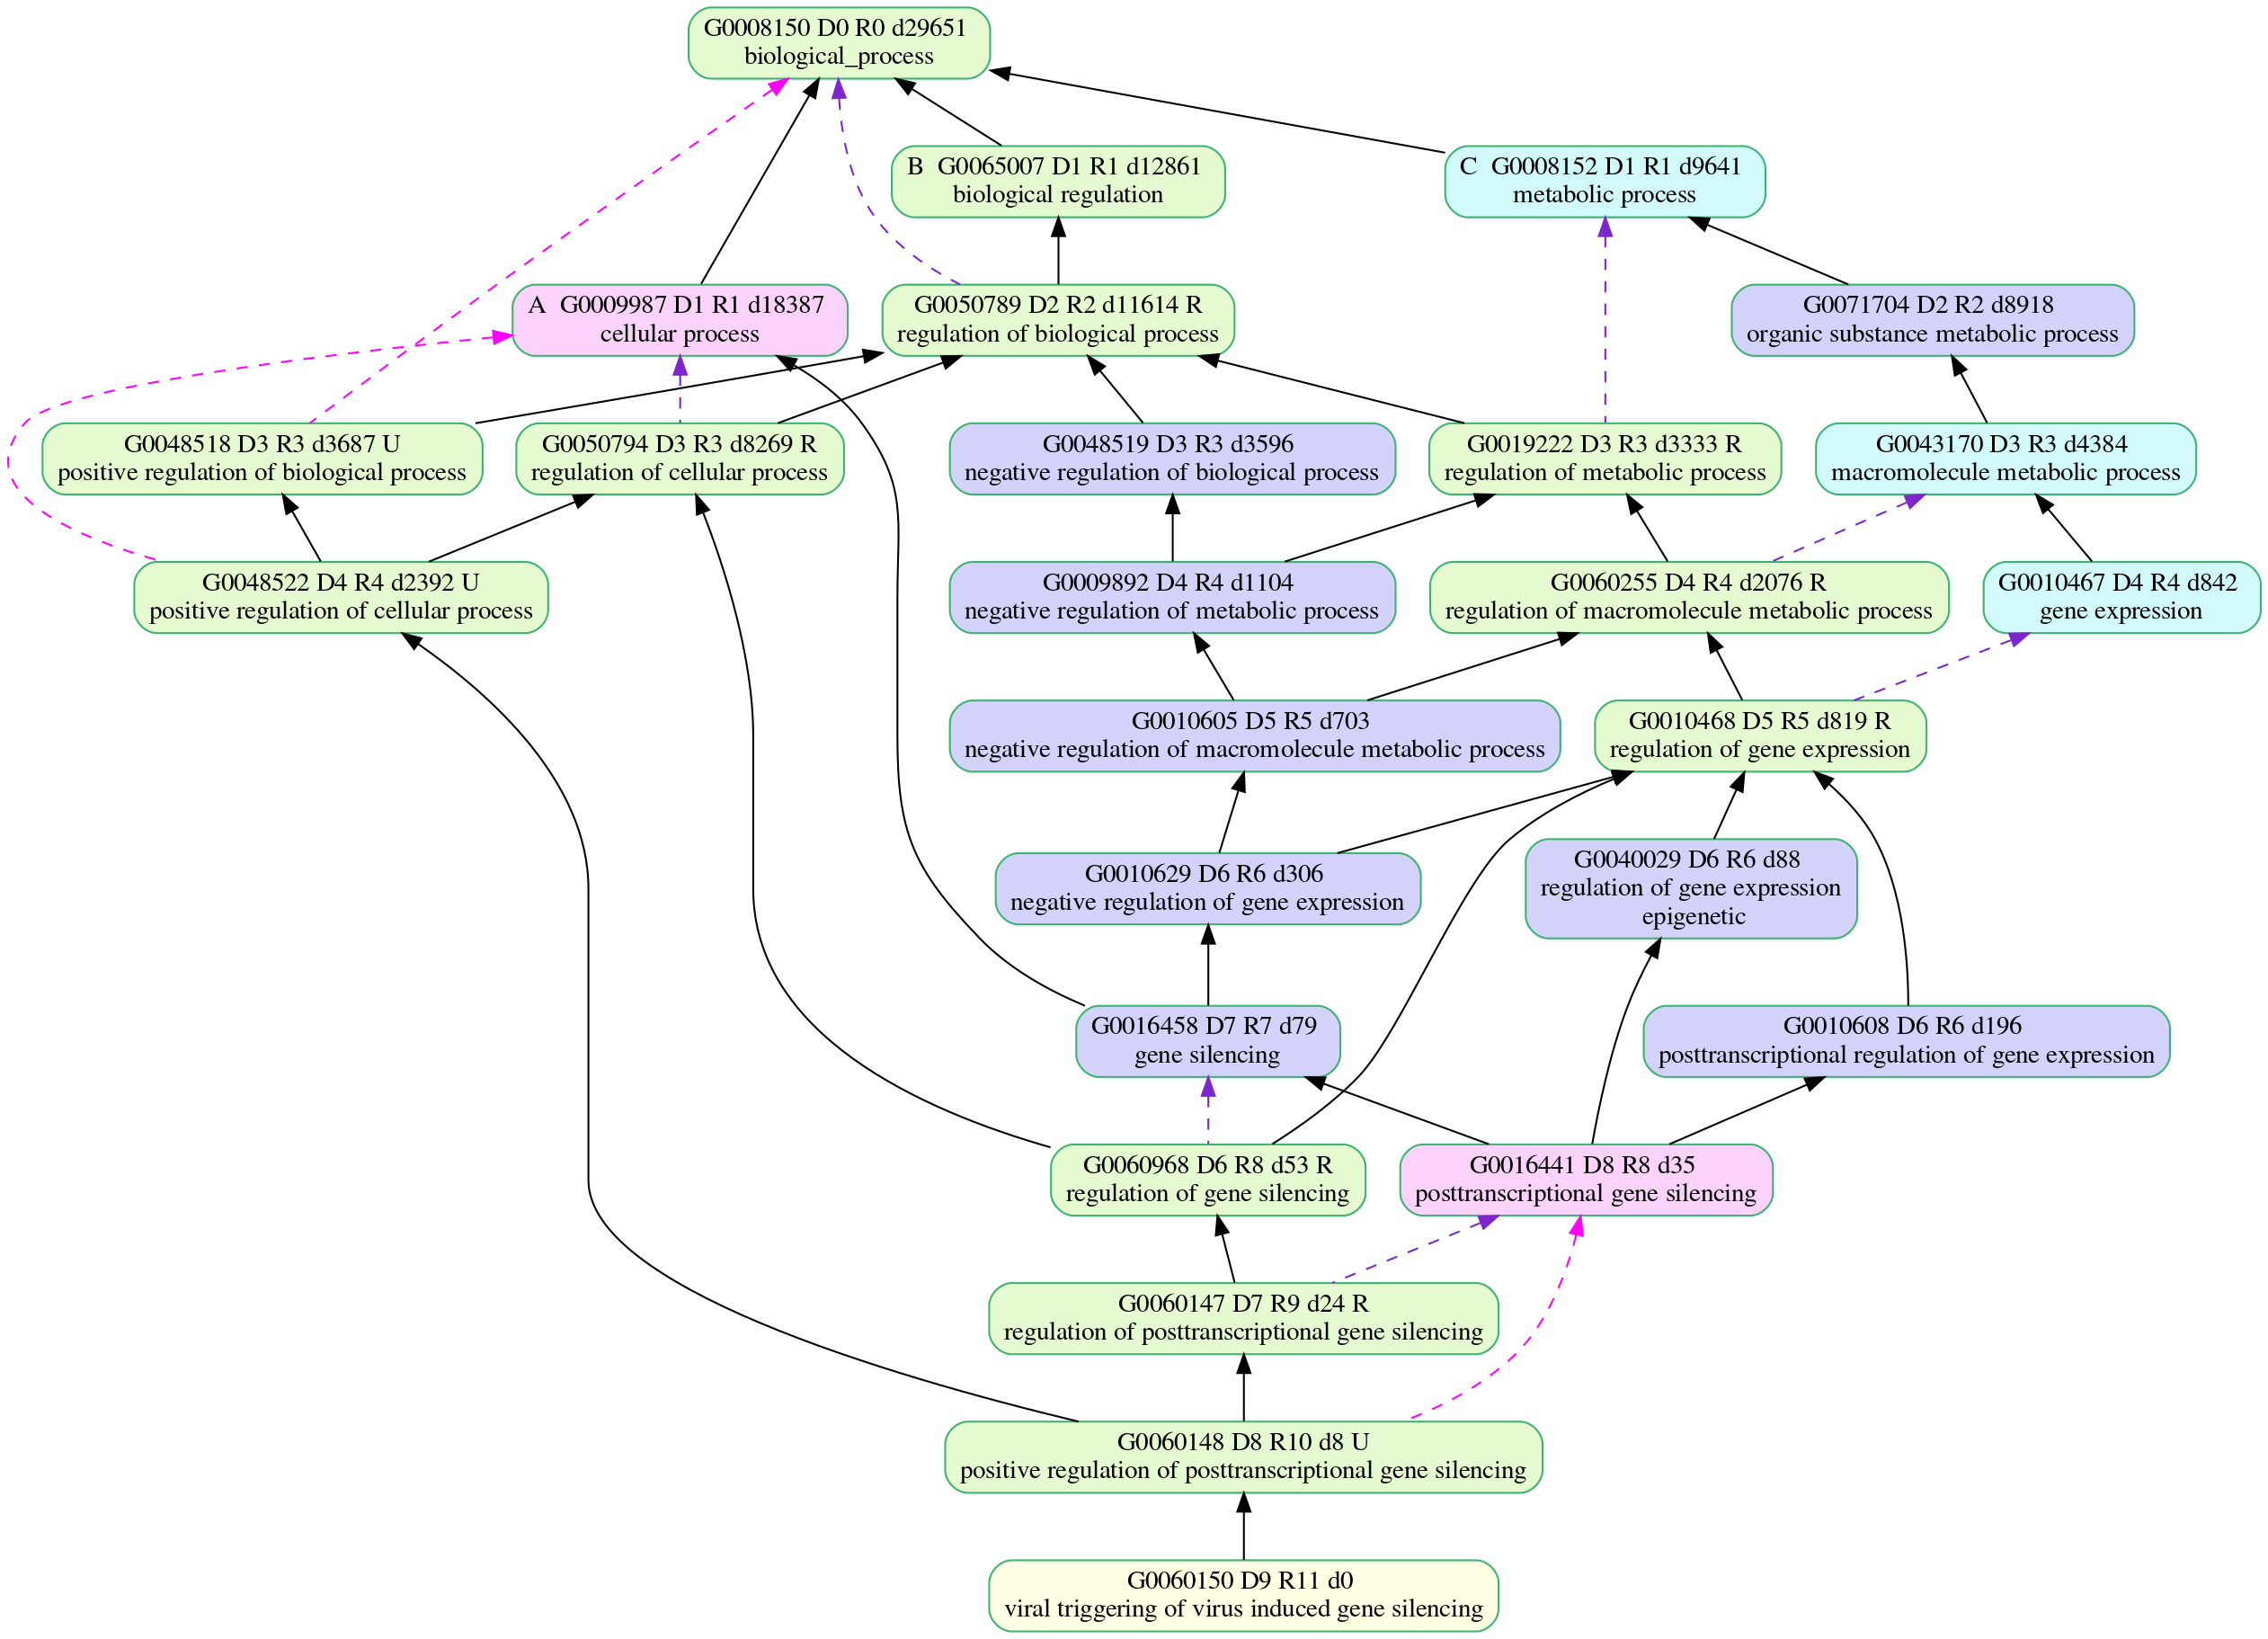 G0008150 D0 R0 d29651
biological_process
B  G0065007 D1 R1 d12861
biological regulation
C  G0008152 D1 R1 d9641
metabolic process
A  G0009987 D1 R1 d18387
cellular process
G0050789 D2 R2 d11614 R
regulation of biological process
G0071704 D2 R2 d8918
organic substance metabolic process
G0048518 D3 R3 d3687 U
positive regulation of biological process
G0050794 D3 R3 d8269 R
regulation of cellular process
G0048519 D3 R3 d3596
negative regulation of biological process
G0019222 D3 R3 d3333 R
regulation of metabolic process
G0043170 D3 R3 d4384
macromolecule metabolic process
G0048522 D4 R4 d2392 U
positive regulation of cellular process
G0009892 D4 R4 d1104
negative regulation of metabolic process
G0060255 D4 R4 d2076 R
regulation of macromolecule metabolic process
G0010467 D4 R4 d842
gene expression
G0010605 D5 R5 d703
negative regulation of macromolecule metabolic process
G0010468 D5 R5 d819 R
regulation of gene expression
G0010629 D6 R6 d306
negative regulation of gene expression
G0040029 D6 R6 d88
regulation of gene expression
epigenetic
G0016458 D7 R7 d79
gene silencing
G0010608 D6 R6 d196
posttranscriptional regulation of gene expression
G0060968 D6 R8 d53 R
regulation of gene silencing
G0016441 D8 R8 d35
posttranscriptional gene silencing
G0060147 D7 R9 d24 R
regulation of posttranscriptional gene silencing
G0060148 D8 R10 d8 U
positive regulation of posttranscriptional gene silencing
G0060150 D9 R11 d0
viral triggering of virus induced gene silencing